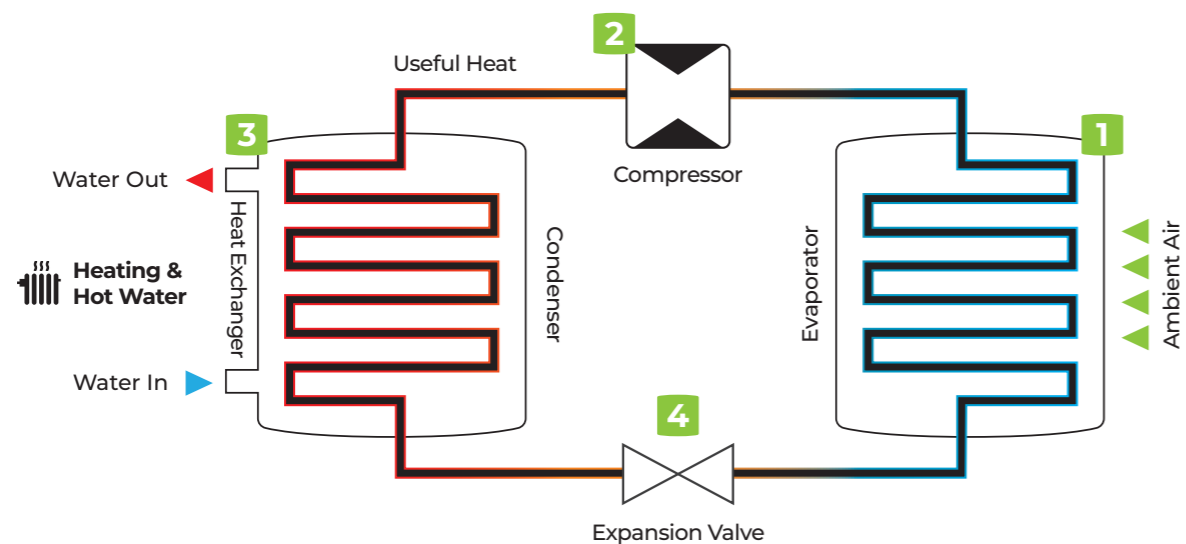 2
Useful Heat
3
1
Compressor
Water Out
Heat Exchanger
Condenser
Evaporator
Ambient Air
Heating &
Hot Water
Water In
4
Expansion Valve